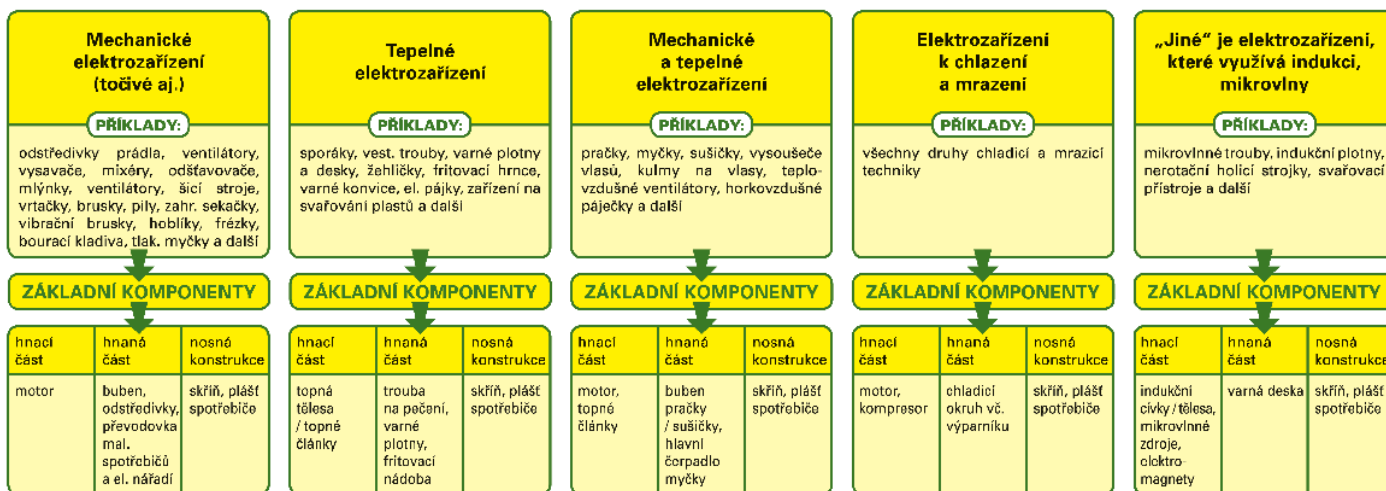 Mechanické
elektrozařízení
(točivé aj.)
PŘÍKLADY:
odstředivky prádla, ventilátory,
vysavače, mixéry, odšťavovače,
mlýnky, ventilátory, šicí stroje,
vrtačky, brusky, pily, zahr. sekačky,
vibrační brusky, hoblíky, frézky,
bourací kladiva, tlak. myčky a další
ZÁKLADNÍ KOMPONENTY
hnací
část
hnaná
část
nosná
konstrukce
motor
buben,
odstředivky,
převodovka
mal.
spotřebičů
a el. nářadí
skříň, plášť
spotřebiče
Tepelné
elektrozařízení
PŘÍKLADY:
sporáky, vest. trouby, varné plotny
a desky, žehličky, fritovací hrnce,
varné konvice, el. pájky, zařízení na
svařování plastů a další
ZÁKLADNÍ KOMPONENTY
hnací
část
hnaná
část
nosná
konstrukce
topná
tělesa
/ topné
články
trouba
na pečení,
varné
plotny,
fritovací
nádoba
skříň, plášť
spotřebiče
Mechanické
a tepelné
elektrozařízení
PŘÍKLADY:
pračky, myčky, sušičky, vysoušeče
vlasů, kulmy na vlasy, teplo-
vzdušné ventilátory, horkovzdušné
páječky a další
ZÁKLADNÍ KOMPONENTY
hnací
část
hnaná
část
nosná
konstrukce
motor,
topné
články
buben
pračky
/ sušičky,
hlavní
čerpadlo
myčky
skříň, plášť
spotřebiče
Elektrozařízení
k chlazení
a mrazení
PŘÍKLADY:
všechny druhy chladicí a mrazicí
techniky
ZÁKLADNÍ KOMPONENTY
hnací
část
hnaná
část
nosná
konstrukce
motor,
kompresor
chladicí
okruh vč.
výparníku
skříň, plášť
spotřebiče
„Jiné“ je elektrozařízení,
které využívá indukci,
mikrovlny
PŘÍKLADY:
mikrovlnné trouby, indukční plotny,
nerotační holicí strojky, svařovací
přístroje a další
ZÁKLADNÍ KOMPONENTY
hnací
část
hnaná
část
nosná
konstrukce
indukční
cívky / tělesa,
mikrovlnné
zdroje,
elektro-
magnety
varná deska
skříň, plášť
spotřebiče